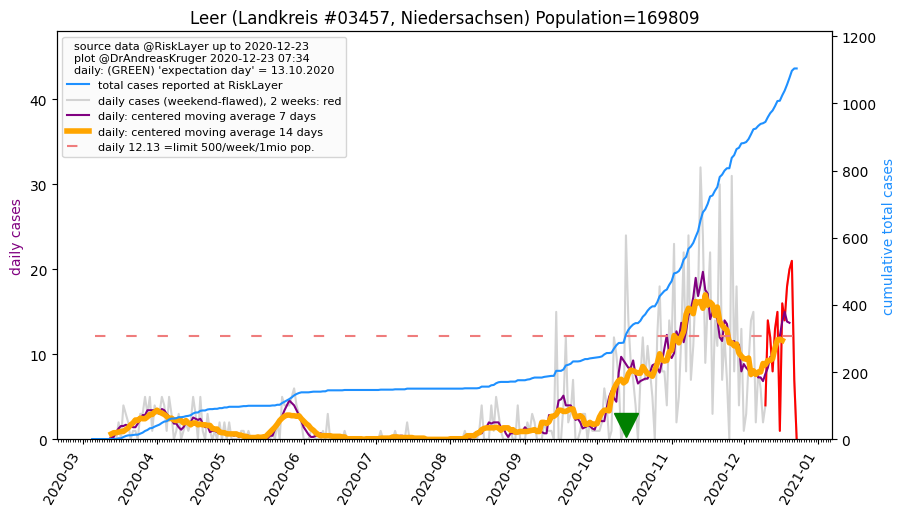 Leer (Landkreis #03457, Niedersachsen) Population=169809
source data @RiskLayer up to 2020-12-23
plot @DrAndreasKruger 2020-12-23 07:34
daily: (GREEN) 'expectation day' = 13.10.2020
total cases reported at RiskLayer
daily cases (weekend-flawed), 2 weeks: red
daily: centered moving average 7 days
daily: centered moving average 14 days
daily 12.13 =limit 500/week/1mio pop.
daily cases
40
30
20
10
0
cumulative total cases
1200
1000
800
600
400
200
0
2020-03
2020-04
2020-05
2020-06
2020-07
2020-08
2020-09
2020-10
2020-11
2020-12
2021-01